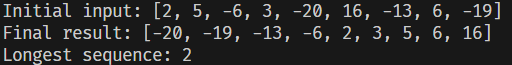 Initial input: [2, 5, -6, 3, -20, 16, -13, 6, -19]
Final result: [-20, -19, -13, -6, 2, 3, 5, 6, 16]
Longest sequence: 2